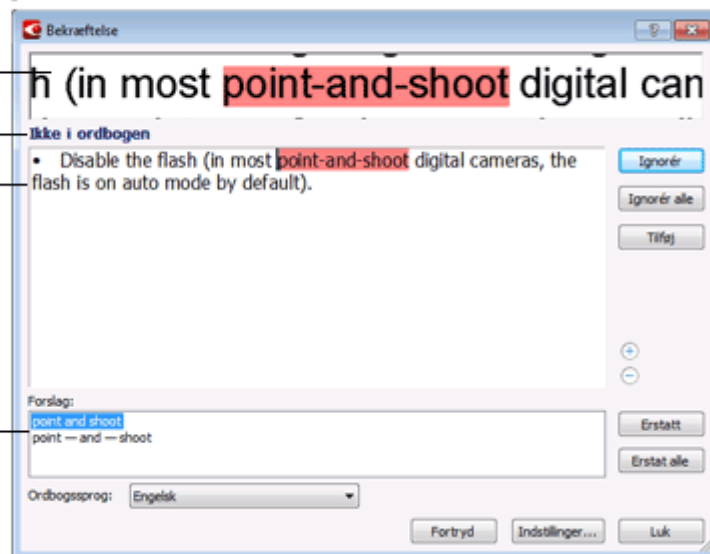 Bekræftelse
h (in most point-and-shoot digital can
Ikke i ordbogen
• Disable the flash (in most point-and-shoot digital cameras, the
flash is on auto mode by default).
Ignorér
Ignorér alle
Tilføj
Forslag:
point and shoot
point — and — shoot
Erstatt
Erstat alle
Ordbogssprog: Engelsk
Fortryd Indstillinger... Luk